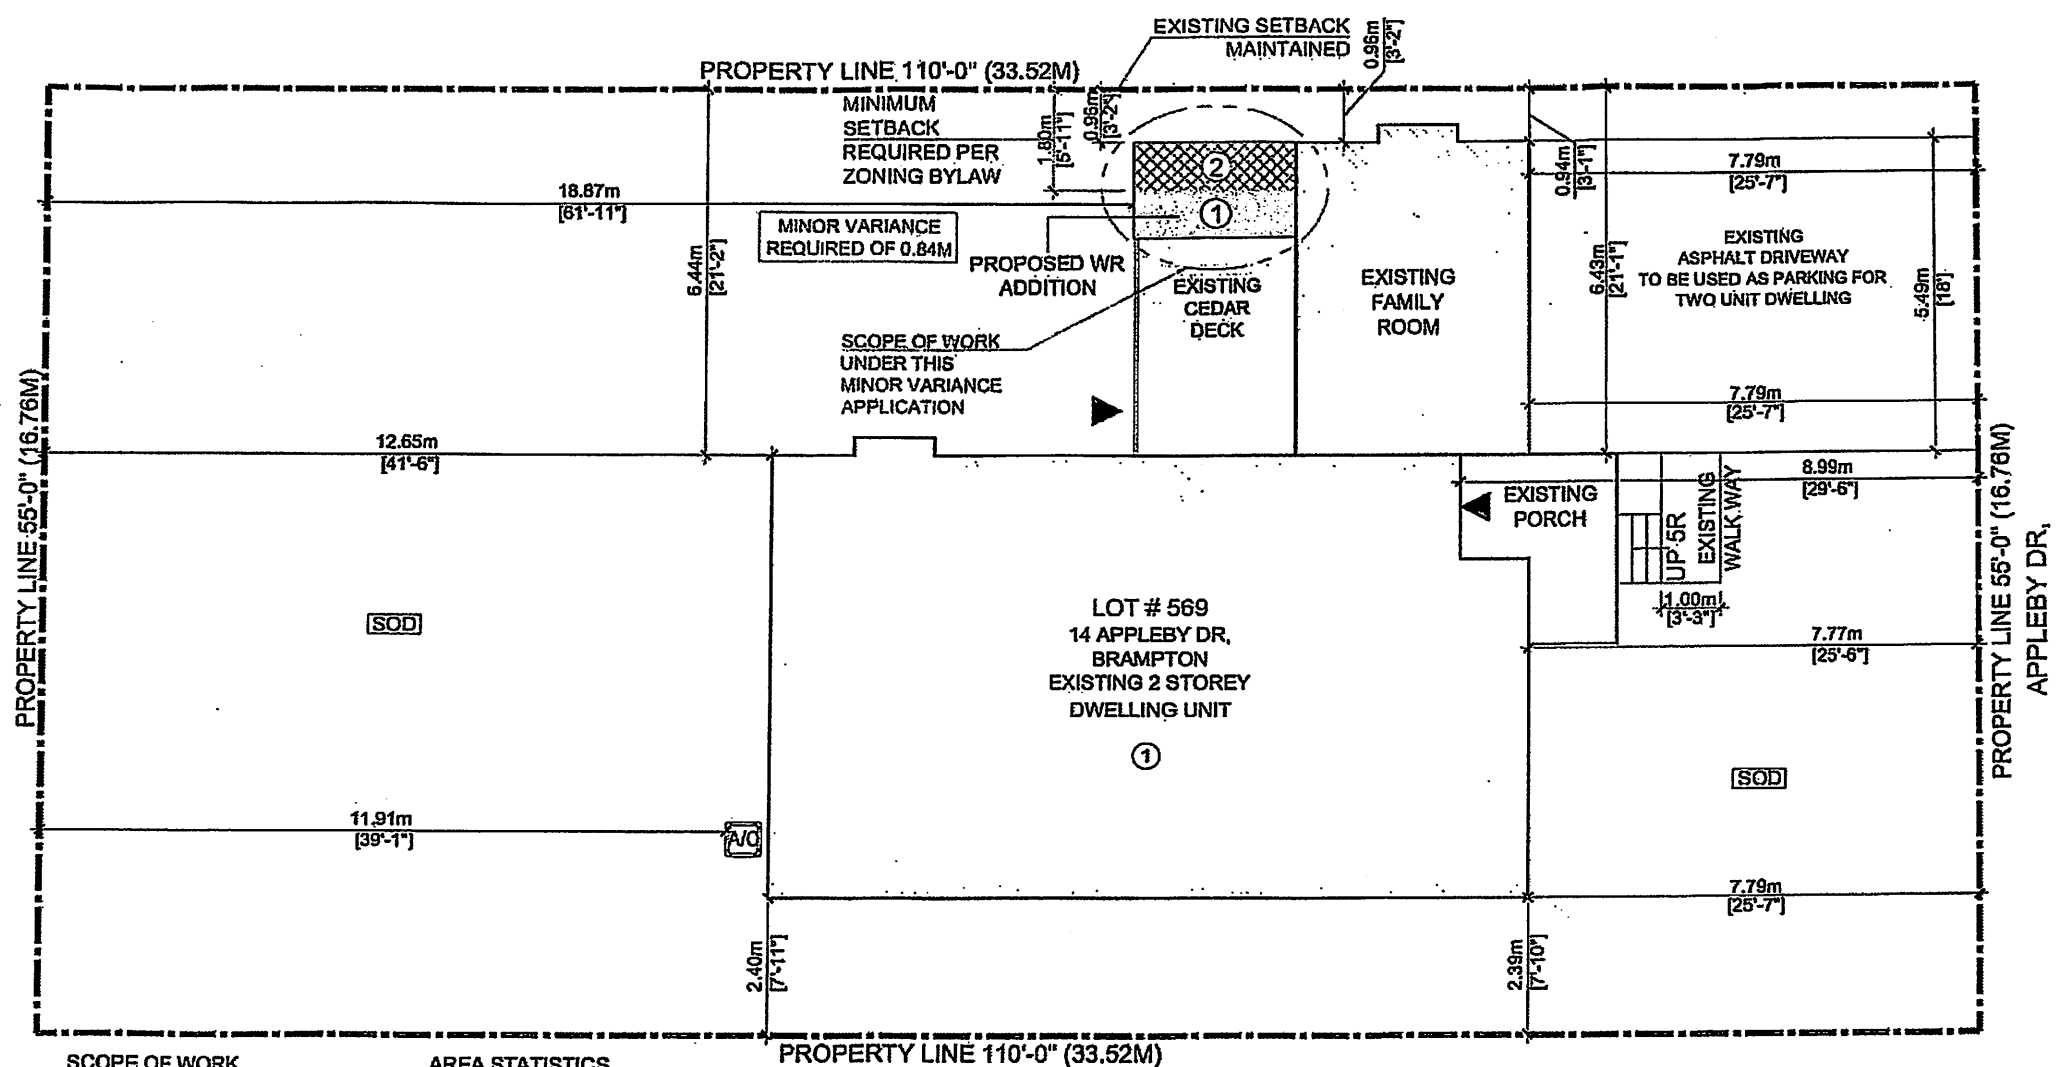 EXISTING SETBACK
MAINTAINED
0.96m
[3'-2"]
PROPERTY LINE 110'-0" (33.52M)
MINIMUM
SETBACK
REQUIRED PER
ZONING BYLAW
1.80m
[5'-11"]
0.96m
[3'-2"]
2
1
0.94m
[3'-1"]
7.79m
[25'-7"]
18.87m
[61'-11"]
MINOR VARIANCE
REQUIRED OF 0.84M
PROPOSED WR
ADDITION
6.44m
[21'-2"]
EXISTING
CEDAR
DECK
EXISTING
FAMILY
ROOM
6.43m
[21'-1"]
EXISTING
ASPHALT DRIVEWAY
TO BE USED AS PARKING FOR
TWO UNIT DWELLING
5.49m
[18']
SCOPE OF WORK
UNDER THIS
MINOR VARIANCE
APPLICATION
7.79m
[25'-7"]
PROPERTY LINE 55'-0" (16.76M)
12.65m
[41'-6"]
EXISTING
PORCH
UP 5R
EXISTING
WALK WAY
8.99m
[29'-6"]
1.00m
[3'-3"]
7.77m
[25'-6"]
PROPERTY LINE 55'-0" (16.76M)
APPLEBY DR,
SOD
LOT # 569
14 APPLEBY DR,
BRAMPTON
EXISTING 2 STOREY
DWELLING UNIT
1
SOD
11.91m
[39'-1"]
A/C
7.79m
[25'-7"]
2.40m
[7'-11"]
2.39m
[7'-10"]
PROPERTY LINE 110'-0" (33.52M)
SCOPE OF WORK
AREA STATISTICS